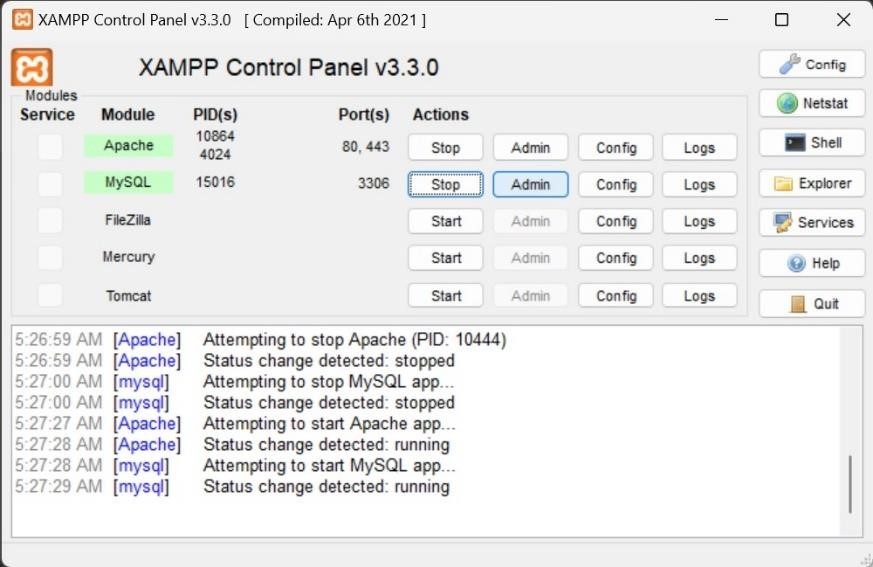 XAMPP Control Panel v3.3.0 [ Compiled: Apr 6th 2021 ]
XAMPP Control Panel v3.3.0
Config
Modules
Service Module PID(s) Port(s) Actions
Netstat
Apache 10864 4024 80, 443 Stop Admin Config Logs
Shell
MySQL 15016 3306 Stop Admin Config Logs
Explorer
FileZilla Start Admin Config Logs
Services
Mercury Start Admin Config Logs
Help
Tomcat Start Admin Config Logs
Quit
5:26:59 AM [Apache] Attempting to stop Apache (PID: 10444)
5:26:59 AM [Apache] Status change detected: stopped
5:27:00 AM [mysql] Attempting to stop MySQL app...
5:27:00 AM [mysql] Status change detected: stopped
5:27:27 AM [Apache] Attempting to start Apache app...
5:27:28 AM [Apache] Status change detected: running
5:27:28 AM [mysql] Attempting to start MySQL app...
5:27:29 AM [mysql] Status change detected: running